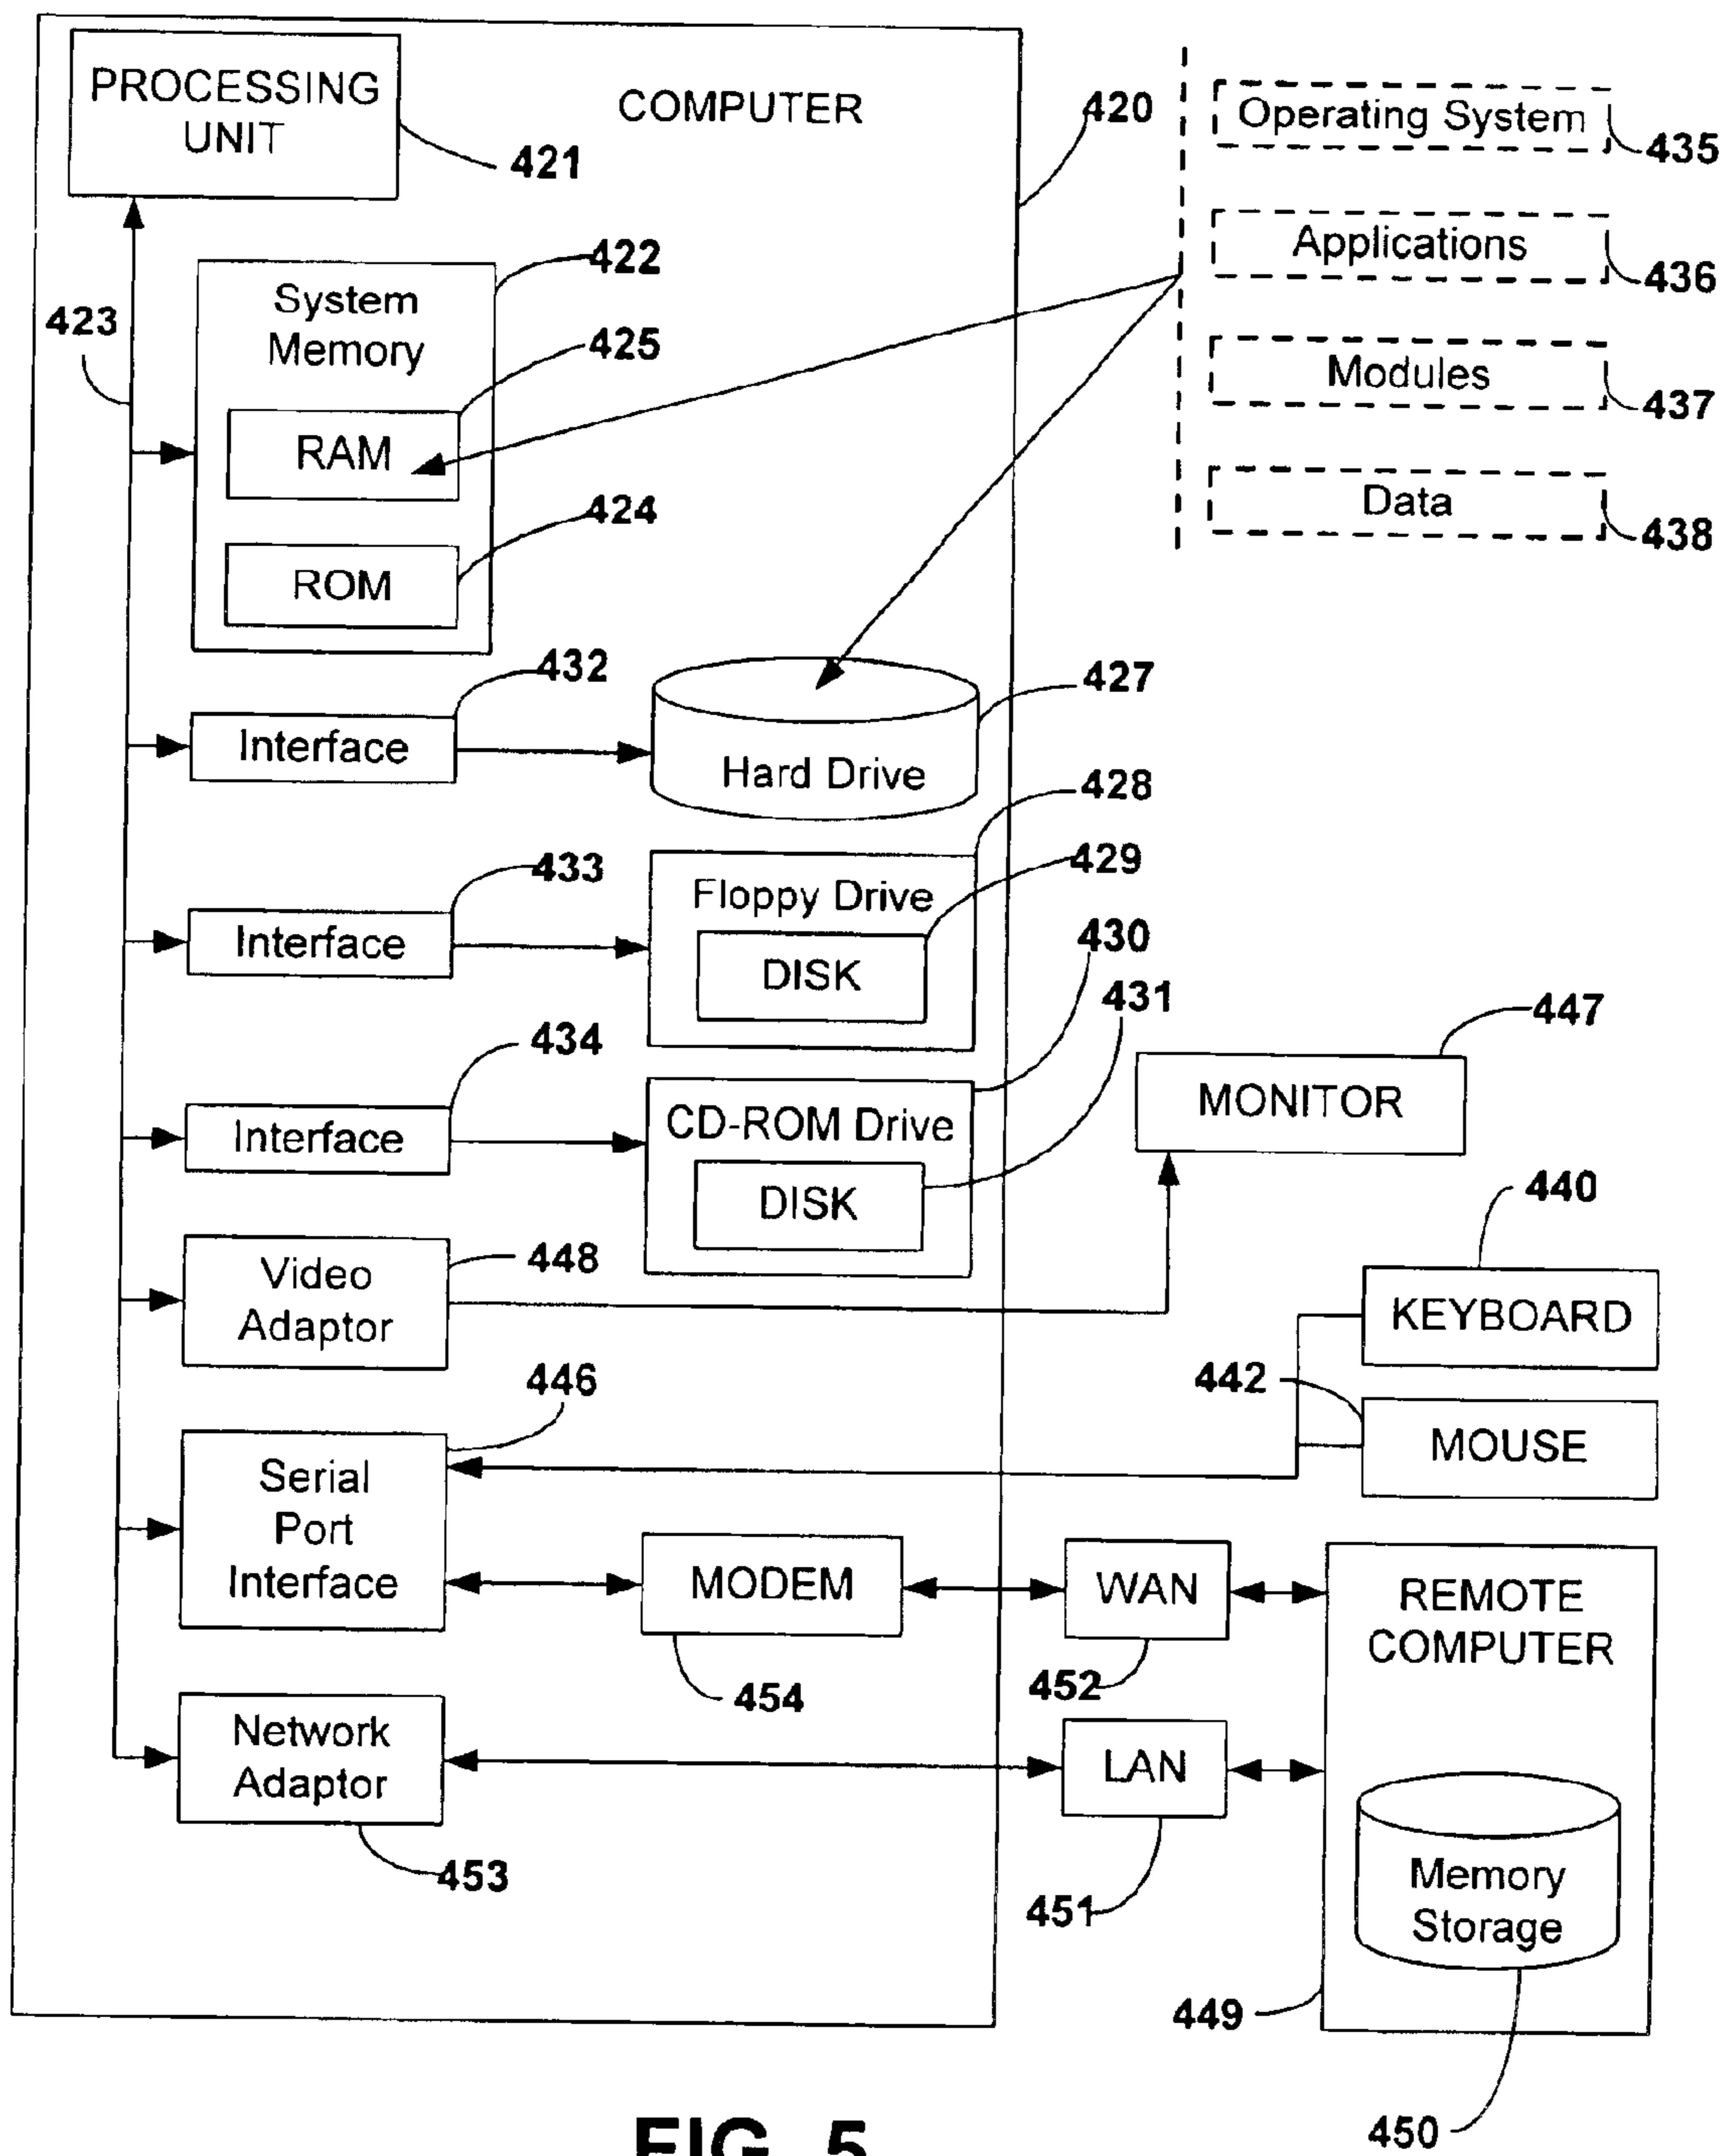 PROCESSING
UNIT
421
COMPUTER
420
Operating System
435
Applications
436
Modules
437
Data
438
423
422
System
Memory
425
RAM
424
ROM
432
Interface
427
Hard Drive
433
Interface
428
Floppy Drive
429
DISK
434
Interface
430
CD-ROM Drive
431
DISK
447
MONITOR
448
Video
Adaptor
440
KEYBOARD
442
MOUSE
446
Serial
Port
Interface
MODEM
454
WAN
452
REMOTE
COMPUTER
Network
Adaptor
453
LAN
451
Memory
Storage
449
450
FIG. 5